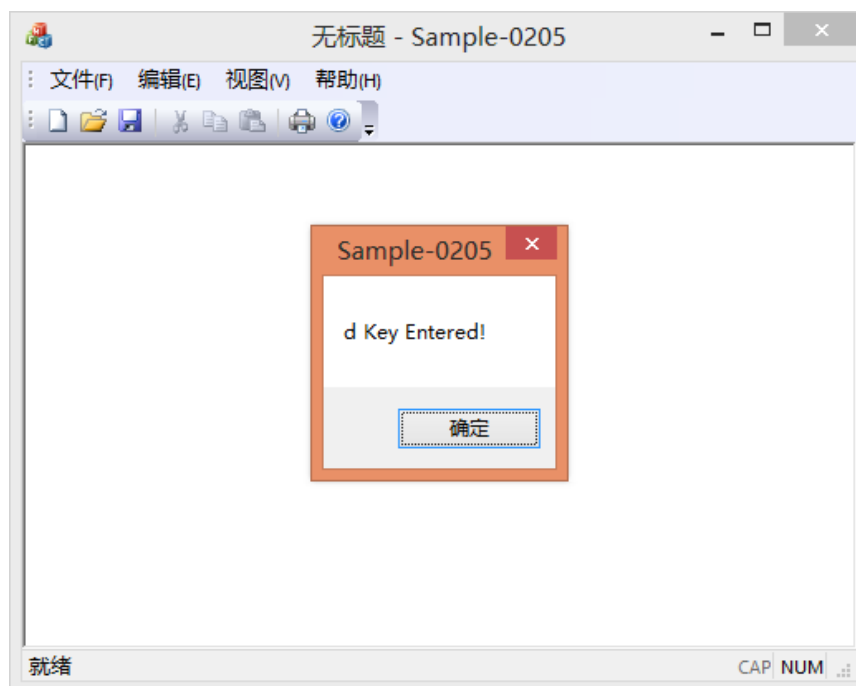 无标题 - Sample-0205
文件(F) 编辑(E) 视图(V) 帮助(H)
Sample-0205
d Key Entered!
确定
就绪 CAP NUM